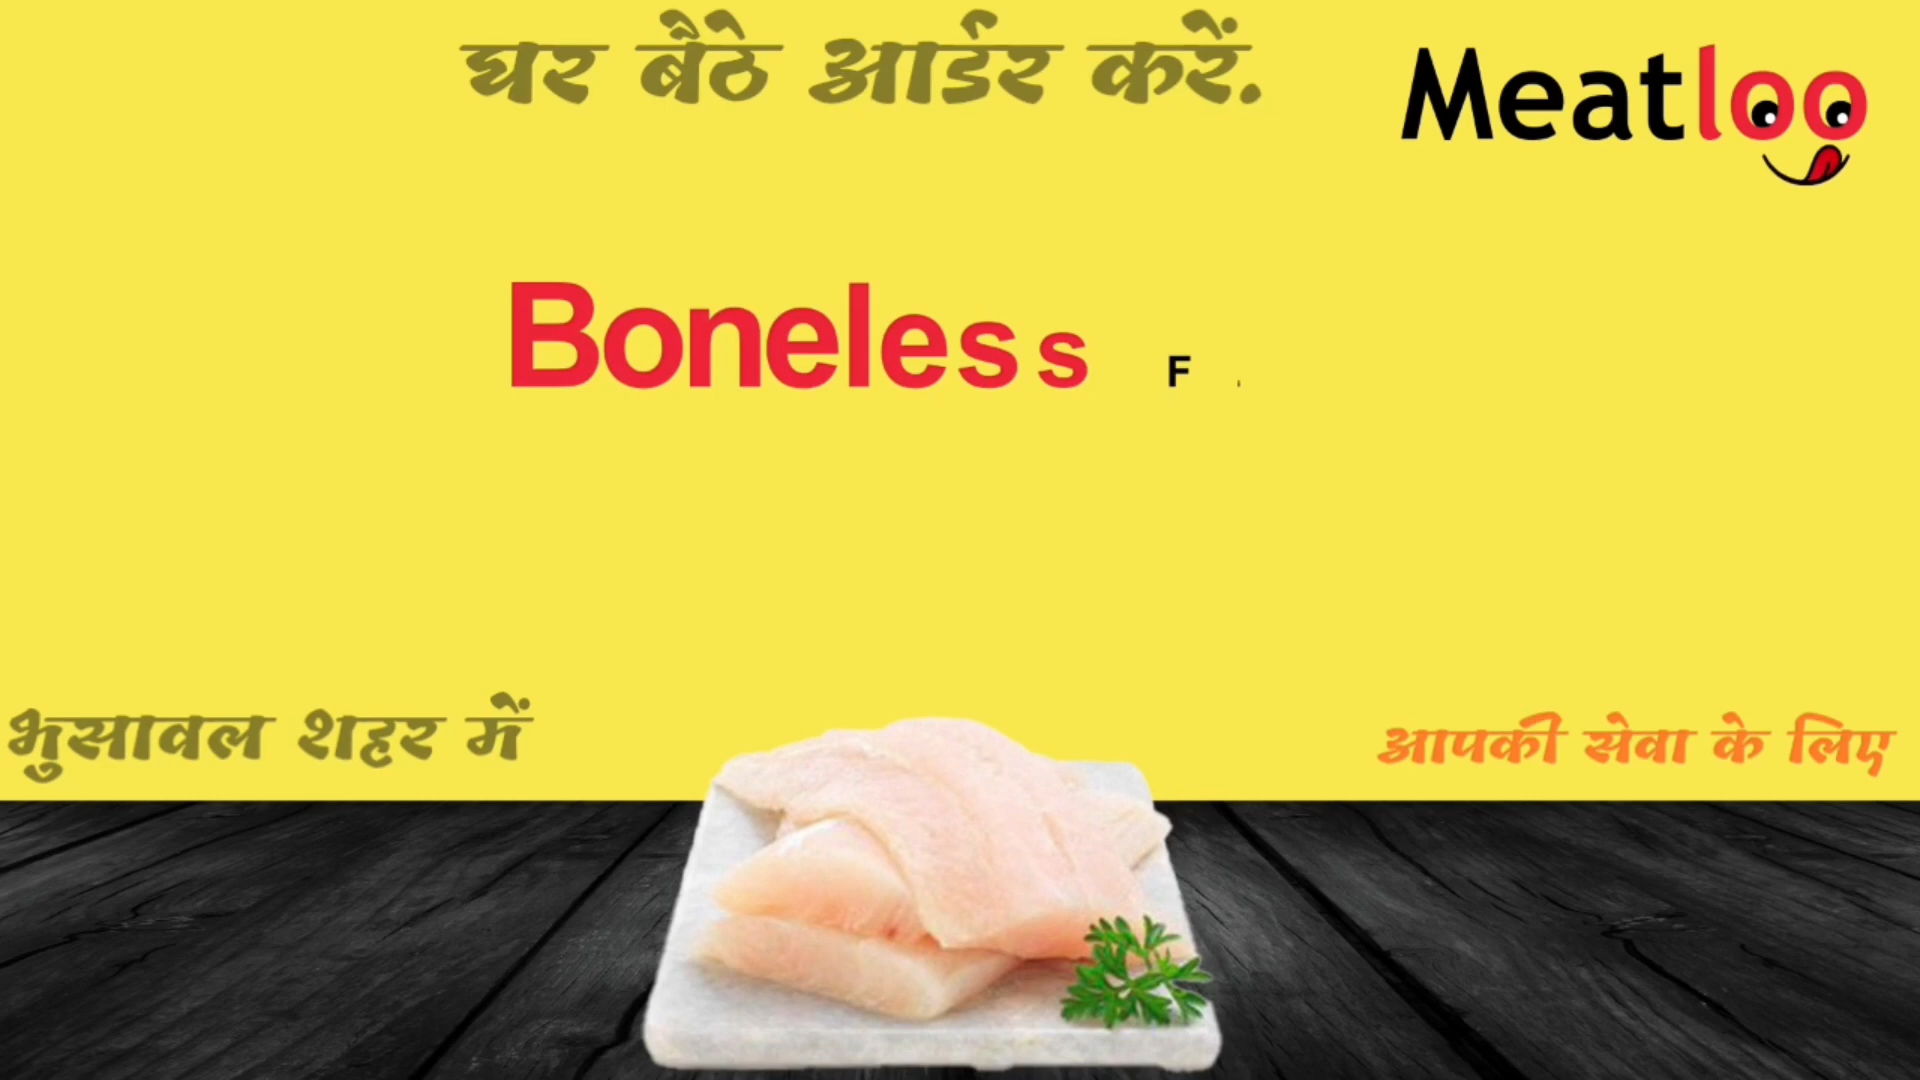 घर बैठे आर्डर करें.
Meatloo
Boneless F
भुसावल शहर में
आपकी सेवा के लिए